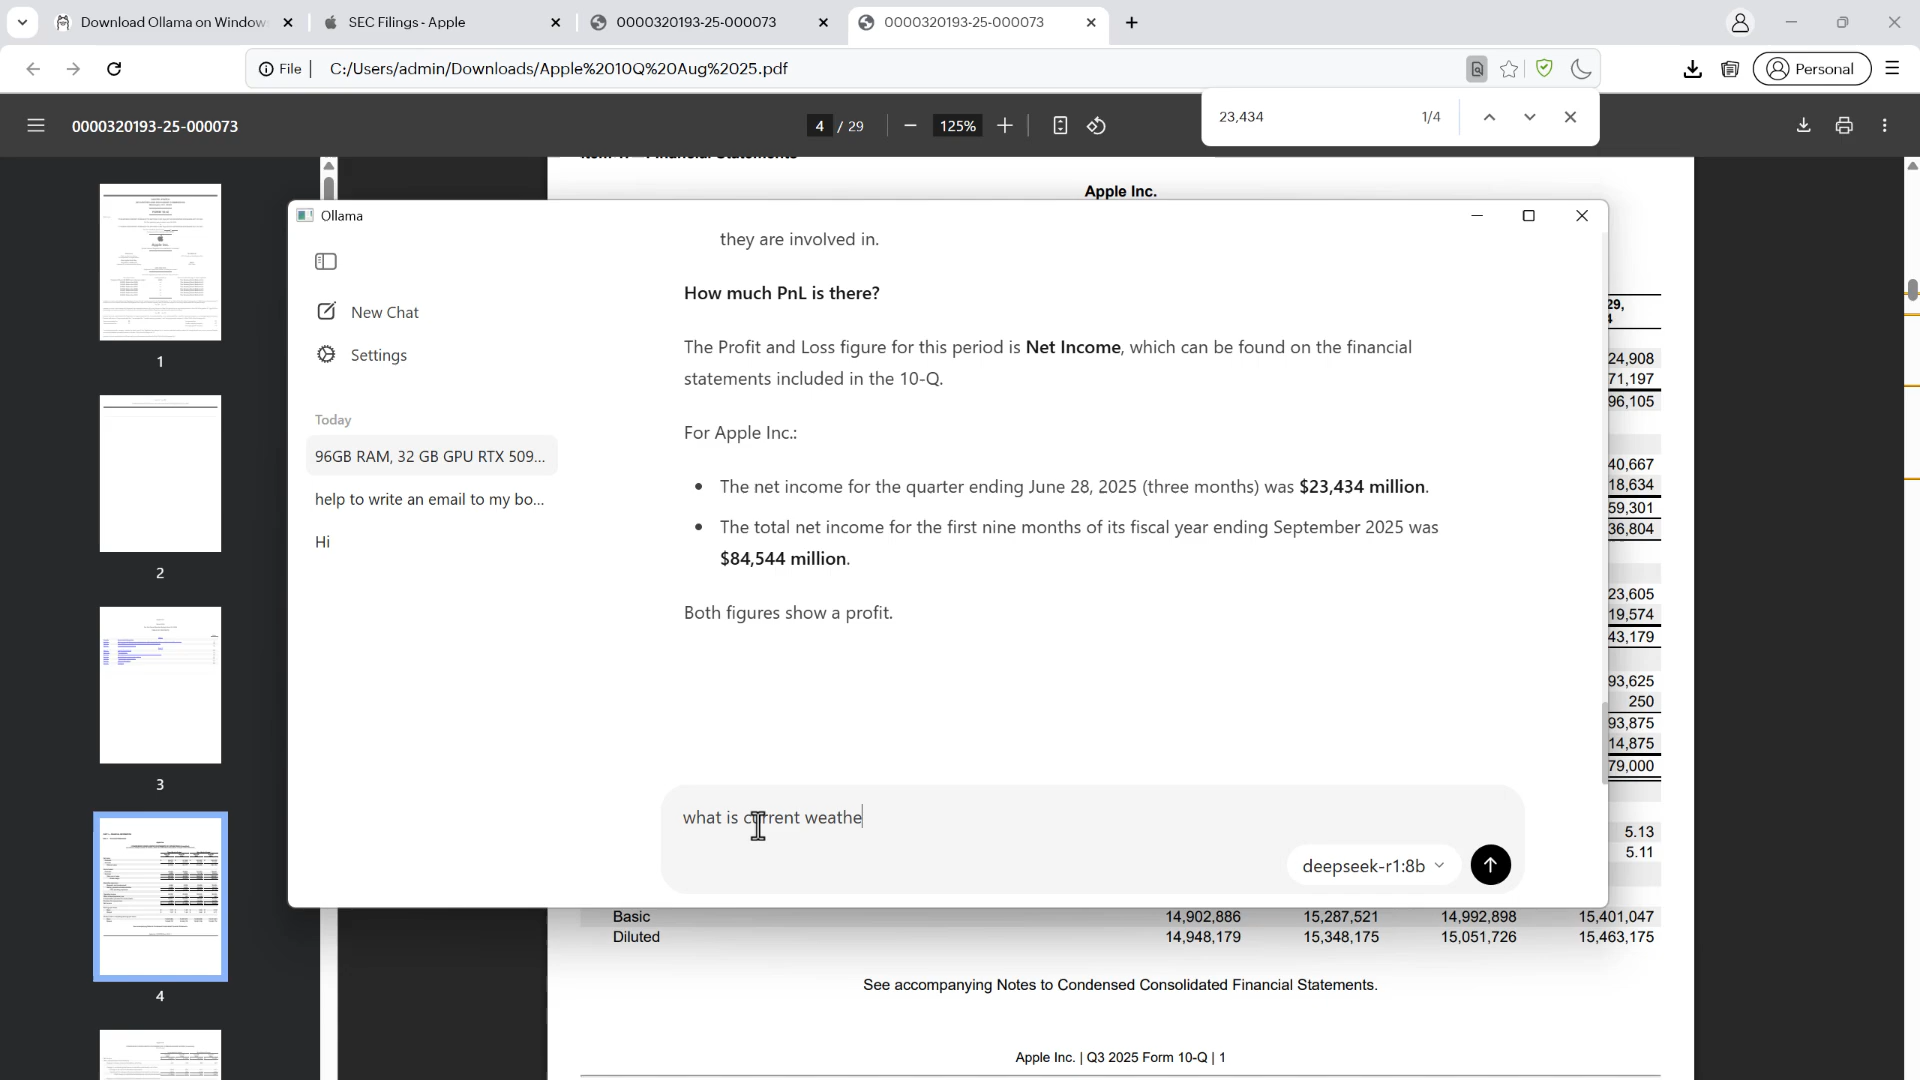 Download Ollama on Window
SEC Filings - Apple
0000320193-25-000073
0000320193-25-000073
File
C:/Users/admin/Downloads/Apple%2010Q%20Aug%2025.pdf
Personal
0000320193-25-000073
4 / 29
125%
23,434
1/4
1
2
3
4
Apple Inc.
Ollama
New Chat
Settings
Today
96GB RAM, 32 GB GPU RTX 509...
help to write an email to my bo...
Hi
they are involved in.
How much PnL is there?
The Profit and Loss figure for this period is Net Income, which can be found on the financial
statements included in the 10-Q.
For Apple Inc.:
• The net income for the quarter ending June 28, 2025 (three months) was $23,434 million.
• The total net income for the first nine months of its fiscal year ending September 2025 was
$84,544 million.
Both figures show a profit.
what is current weathe
deepseek-r1:8b
29,
24,908
71,197
96,105
40,667
18,634
59,301
36,804
23,605
19,574
43,179
93,625
250
93,875
14,875
79,000
5.13
5.11
Basic 14,902,886 15,287,521 14,992,898 15,401,047
Diluted 14,948,179 15,348,175 15,051,726 15,463,175
See accompanying Notes to Condensed Consolidated Financial Statements.
Apple Inc. | Q3 2025 Form 10-Q | 1